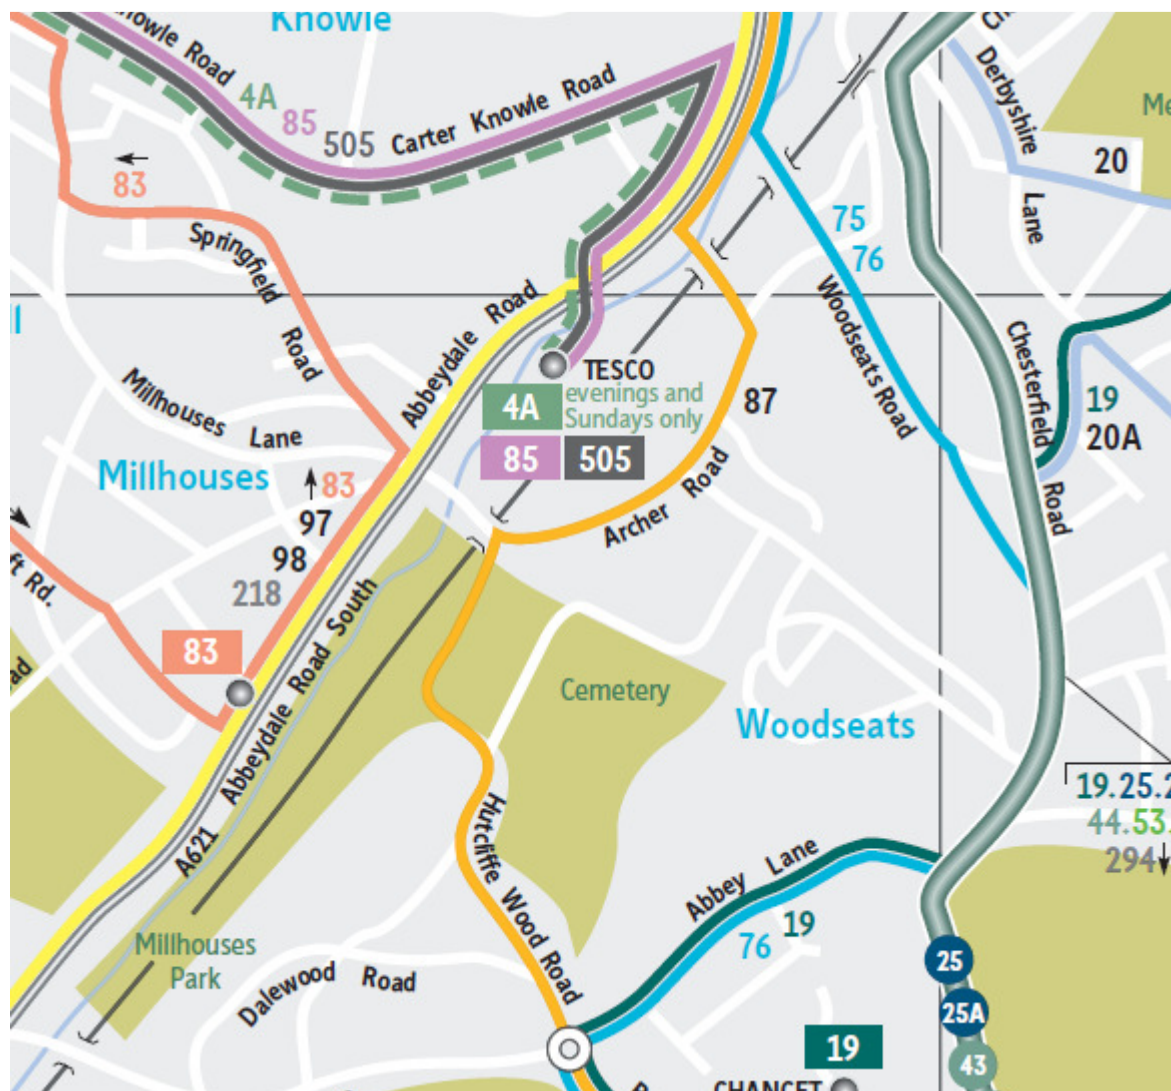 Knowle
Knowle Road
4A
85
505
Carter Knowle Road
Derbyshire
Lane
20
83
75
76
Springfield
Road
Woodseats Road
Abbeydale Road
Chesterfield
Road
TESCO
4A
evenings and
Sundays only
85
505
87
19
20A
Millhouses Lane
Millhouses
83
97
98
218
Archer Road
Rd.
83
Abbeydale Road South
A621
Cemetery
Woodseats
19.25.2
44.53.
294
Hutcliffe Wood Road
Abbey Lane
76
19
Millhouses
Park
Dalewood Road
25
25A
43
19
CHANCET